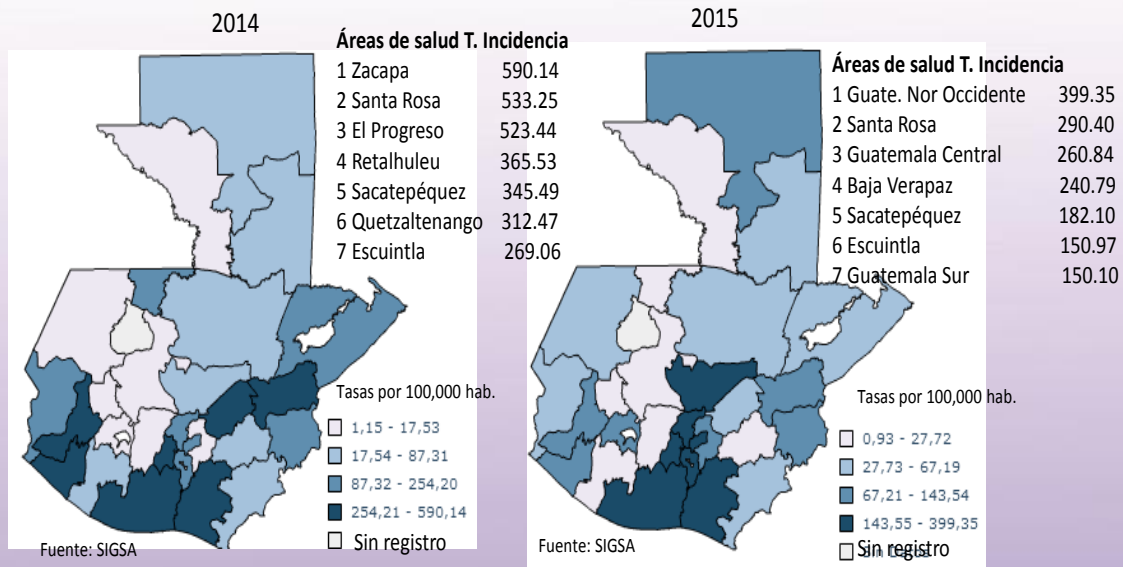 2014
Áreas de salud T. Incidencia
1 Zacapa 590.14
2 Santa Rosa 533.25
3 El Progreso 523.44
4 Retalhuleu 365.53
5 Sacatepéquez 345.49
6 Quetzaltenango 312.47
7 Escuintla 269.06
Tasas por 100,000 hab.
1,15 - 17,53
17,54 - 87,31
87,32 - 254,20
254,21 - 590,14
Sin registro
Fuente: SIGSA
2015
Áreas de salud T. Incidencia
1 Guate. Nor Occidente 399.35
2 Santa Rosa 290.40
3 Guatemala Central 260.84
4 Baja Verapaz 240.79
5 Sacatepéquez 182.10
6 Escuintla 150.97
7 Guatemala Sur 150.10
Tasas por 100,000 hab.
0,93 - 27,72
27,73 - 67,19
67,21 - 143,54
143,55 - 399,35
Sin registro
Fuente: SIGSA